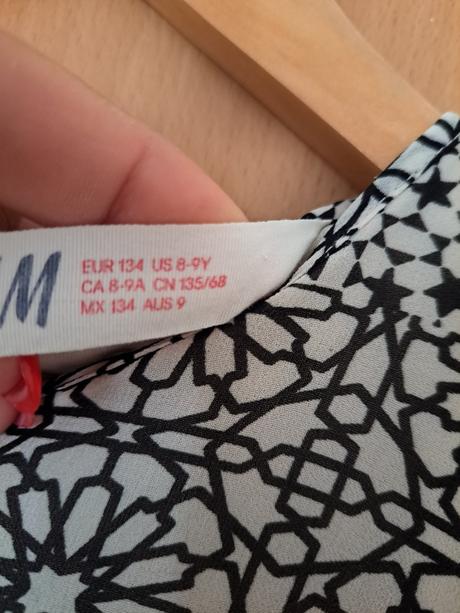 M
EUR 134 US 8-9Y
CA 8-9A CN 135/68
MX 134 AUS 9